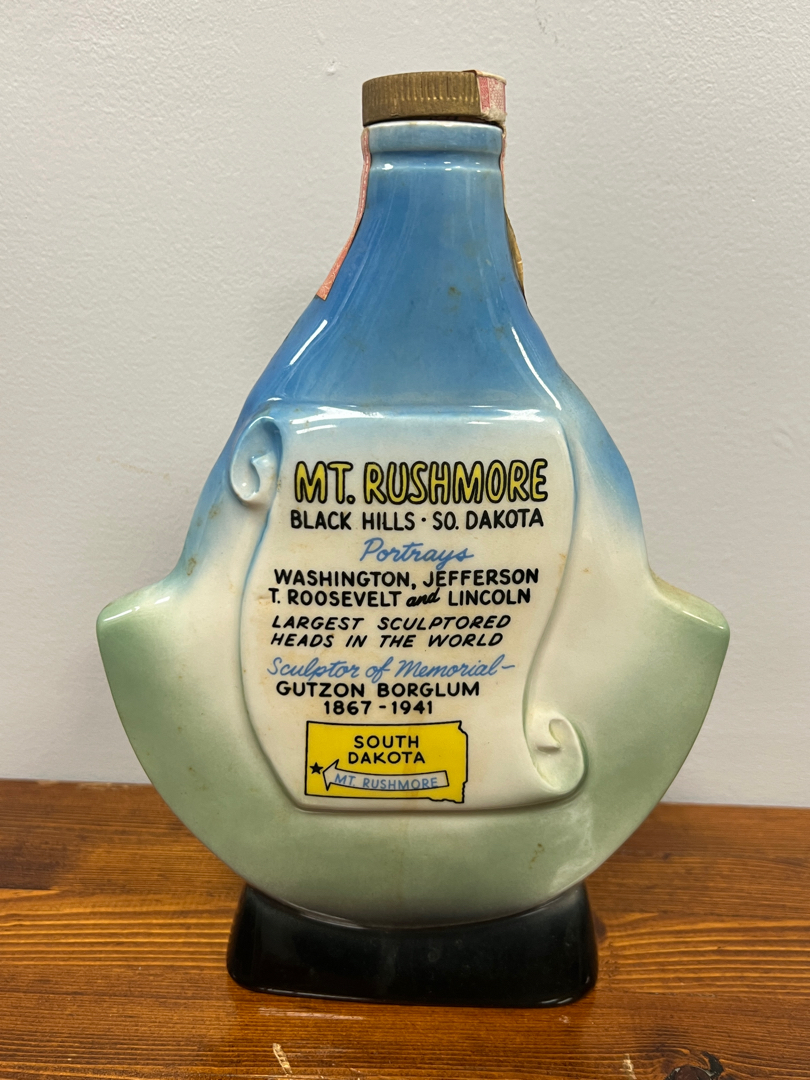 MT. RUSHMORE
BLACK HILLS · SO. DAKOTA
Portrays
WASHINGTON, JEFFERSON
T. ROOSEVELT and LINCOLN
LARGEST SCULPTORED
HEADS IN THE WORLD
Sculptor of Memorial-
GUTZON BORGLUM
1867-1941
SOUTH
DAKOTA
MT. RUSHMORE